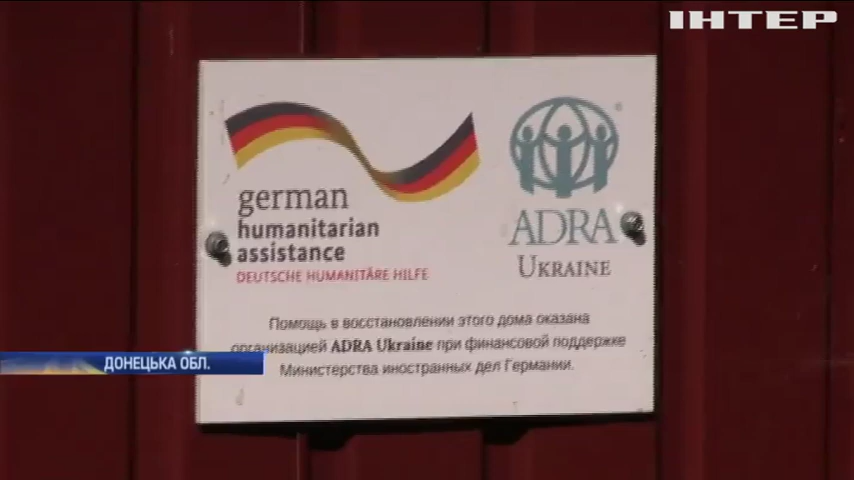 ІНТЕР
german
humanitarian
assistance
DEUTSCHE HUMANITÄRE HILFE
ADRA
UKRAINE
Помощь в восстановлении этого дома оказана
организацией ADRA Ukraine при финансовой поддержке
Министерства иностранных дел Германии.
ДОНЕЦЬКА ОБЛ.